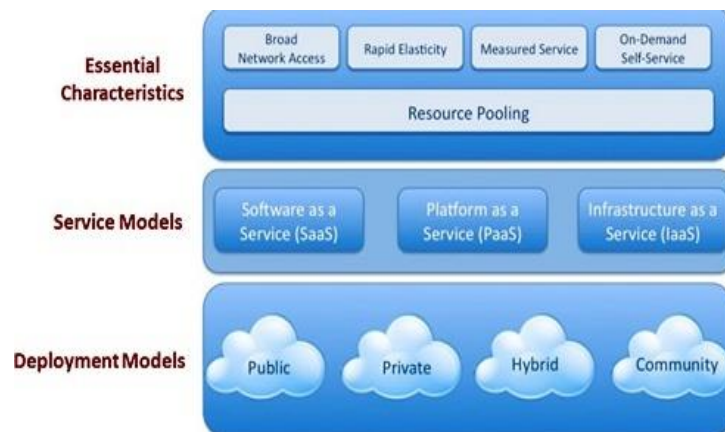 Essential
Characteristics
Broad
Network Access
Rapid Elasticity
Measured Service
On-Demand
Self-Service
Resource Pooling
Service Models
Software as a
Service (SaaS)
Platform as a
Service (PaaS)
Infrastructure as a
Service (IaaS)
Deployment Models
Public
Private
Hybrid
Community